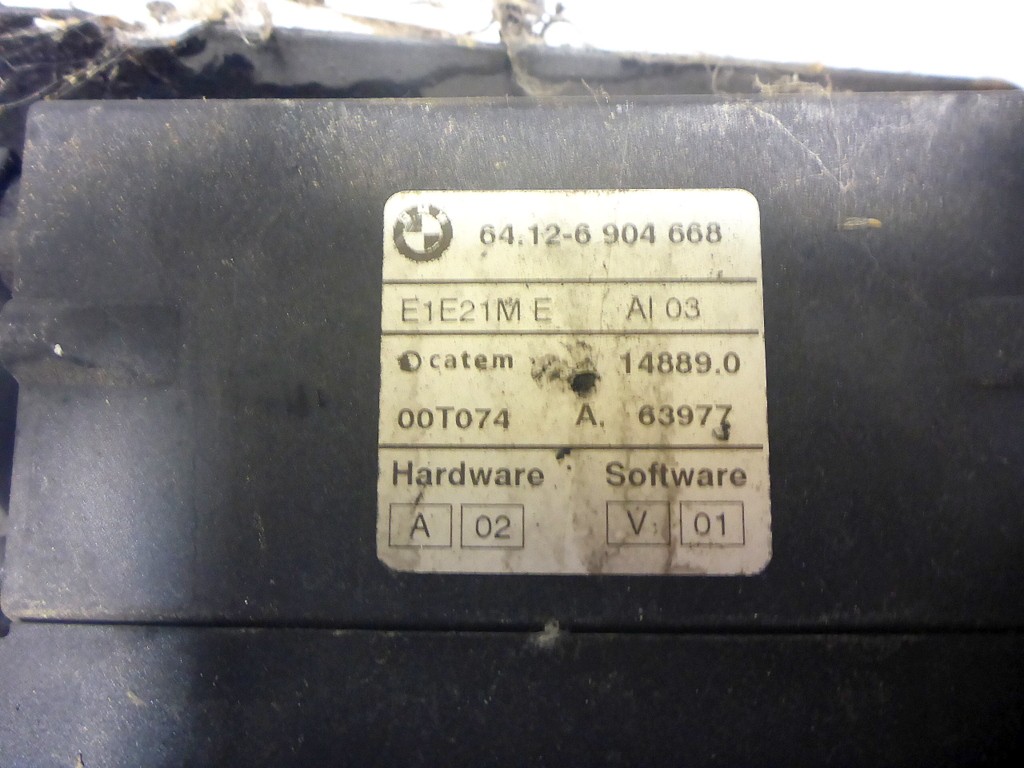 64.12-6 904 668
E1E21M E AI 03
catem 14889.0
00T074 A. 63977
Hardware Software
A 02 V 01